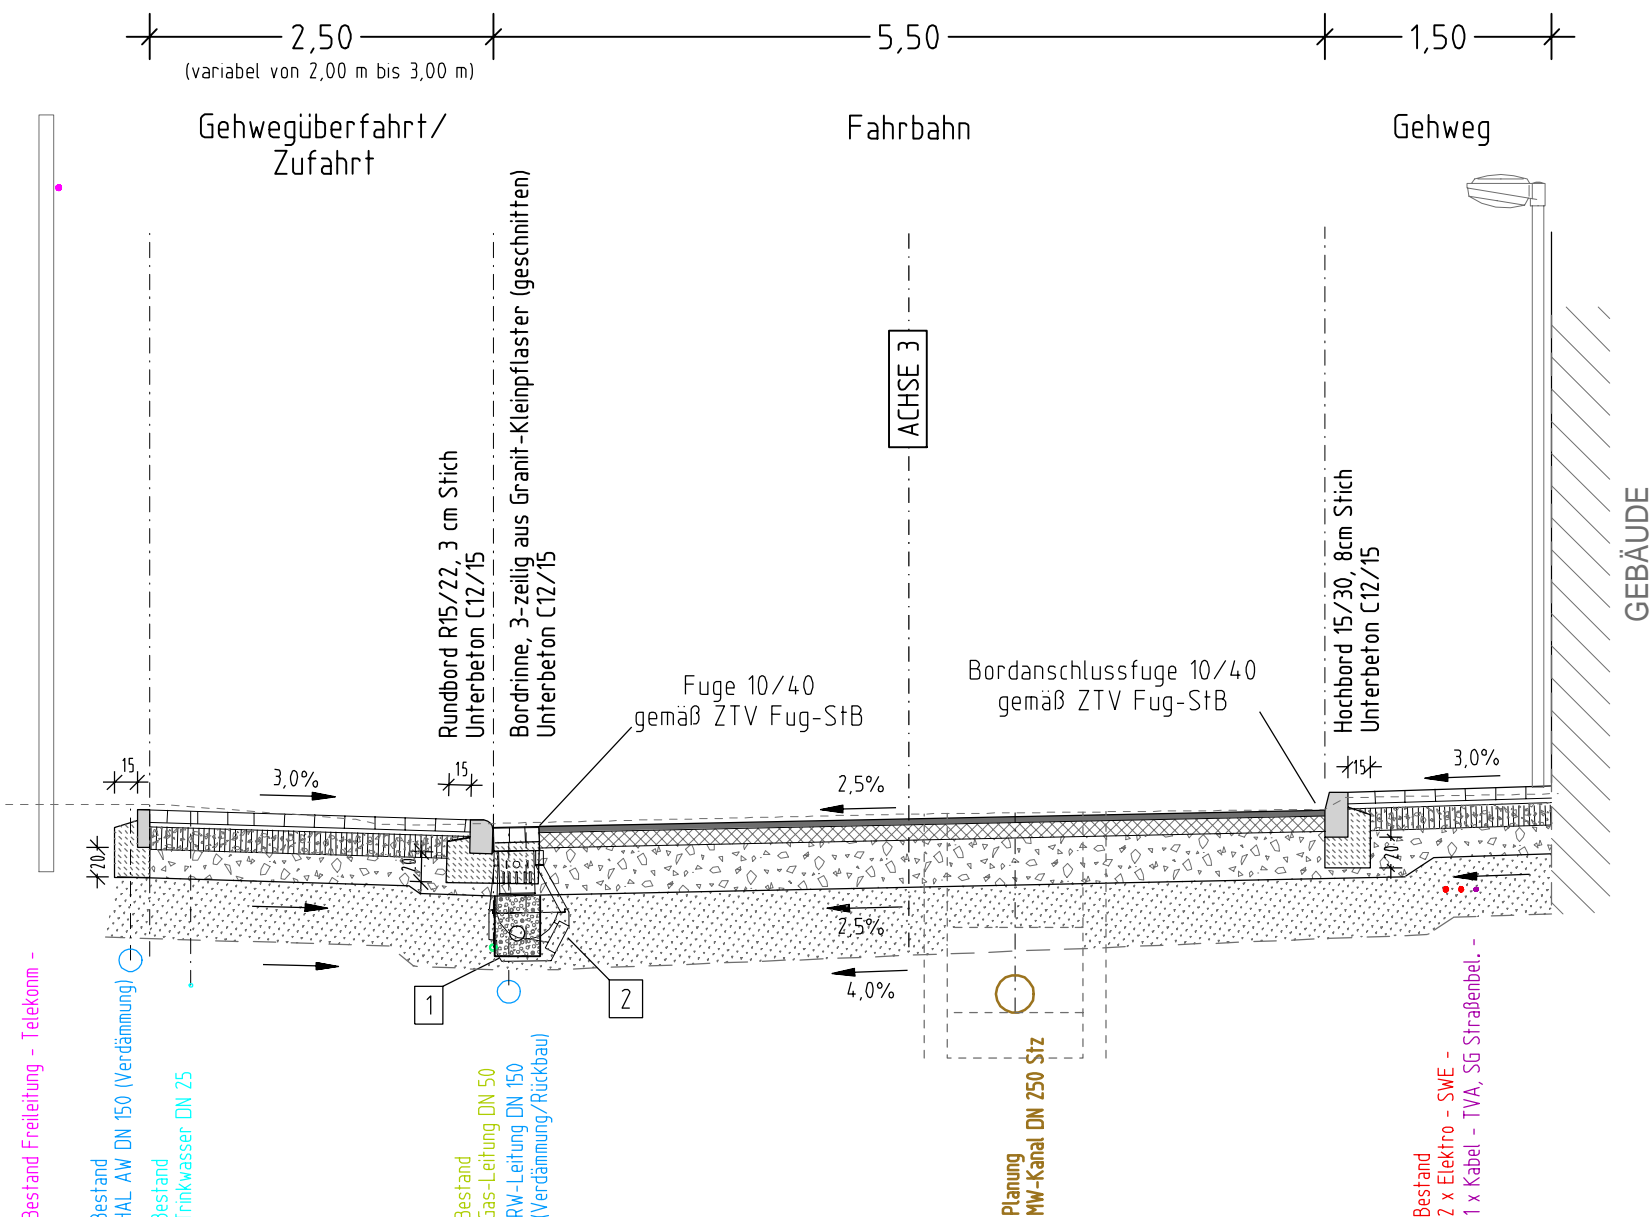 2,50
5,50
1,50
(variabel von 2,00 m bis 3,00 m)
Gehwegüberfahrt/
Zufahrt
Fahrbahn
Gehweg
ACHSE 3
GEBÄUDE
Rundbord R15/22, 3 cm Stich
Unterbeton C12/15
Bordrinne, 3-zeilig aus Granit-Kleinpflaster (geschnitten)
Unterbeton C12/15
Fuge 10/40
gemäß ZTV Fug-StB
Bordanschlussfuge 10/40
gemäß ZTV Fug-StB
Hochbord 15/30, 8cm Stich
Unterbeton C12/15
15
3,0%
15
2,5%
15
3,0%
20
20
20
2,5%
4,0%
1
2
Bestand Freileitung - Telekom -
Bestand
HAL AW DN 150 (Verdämmung)
Bestand
Trinkwasser DN 25
Bestand
Gas-Leitung DN 50
RW-Leitung DN 150
(Verdämmung/Rückbau)
Planung
MW-Kanal DN 250 Stz
Bestand
2 x Elektro - SWE -
1 x Kabel - TVA, SG Straßenbel. -